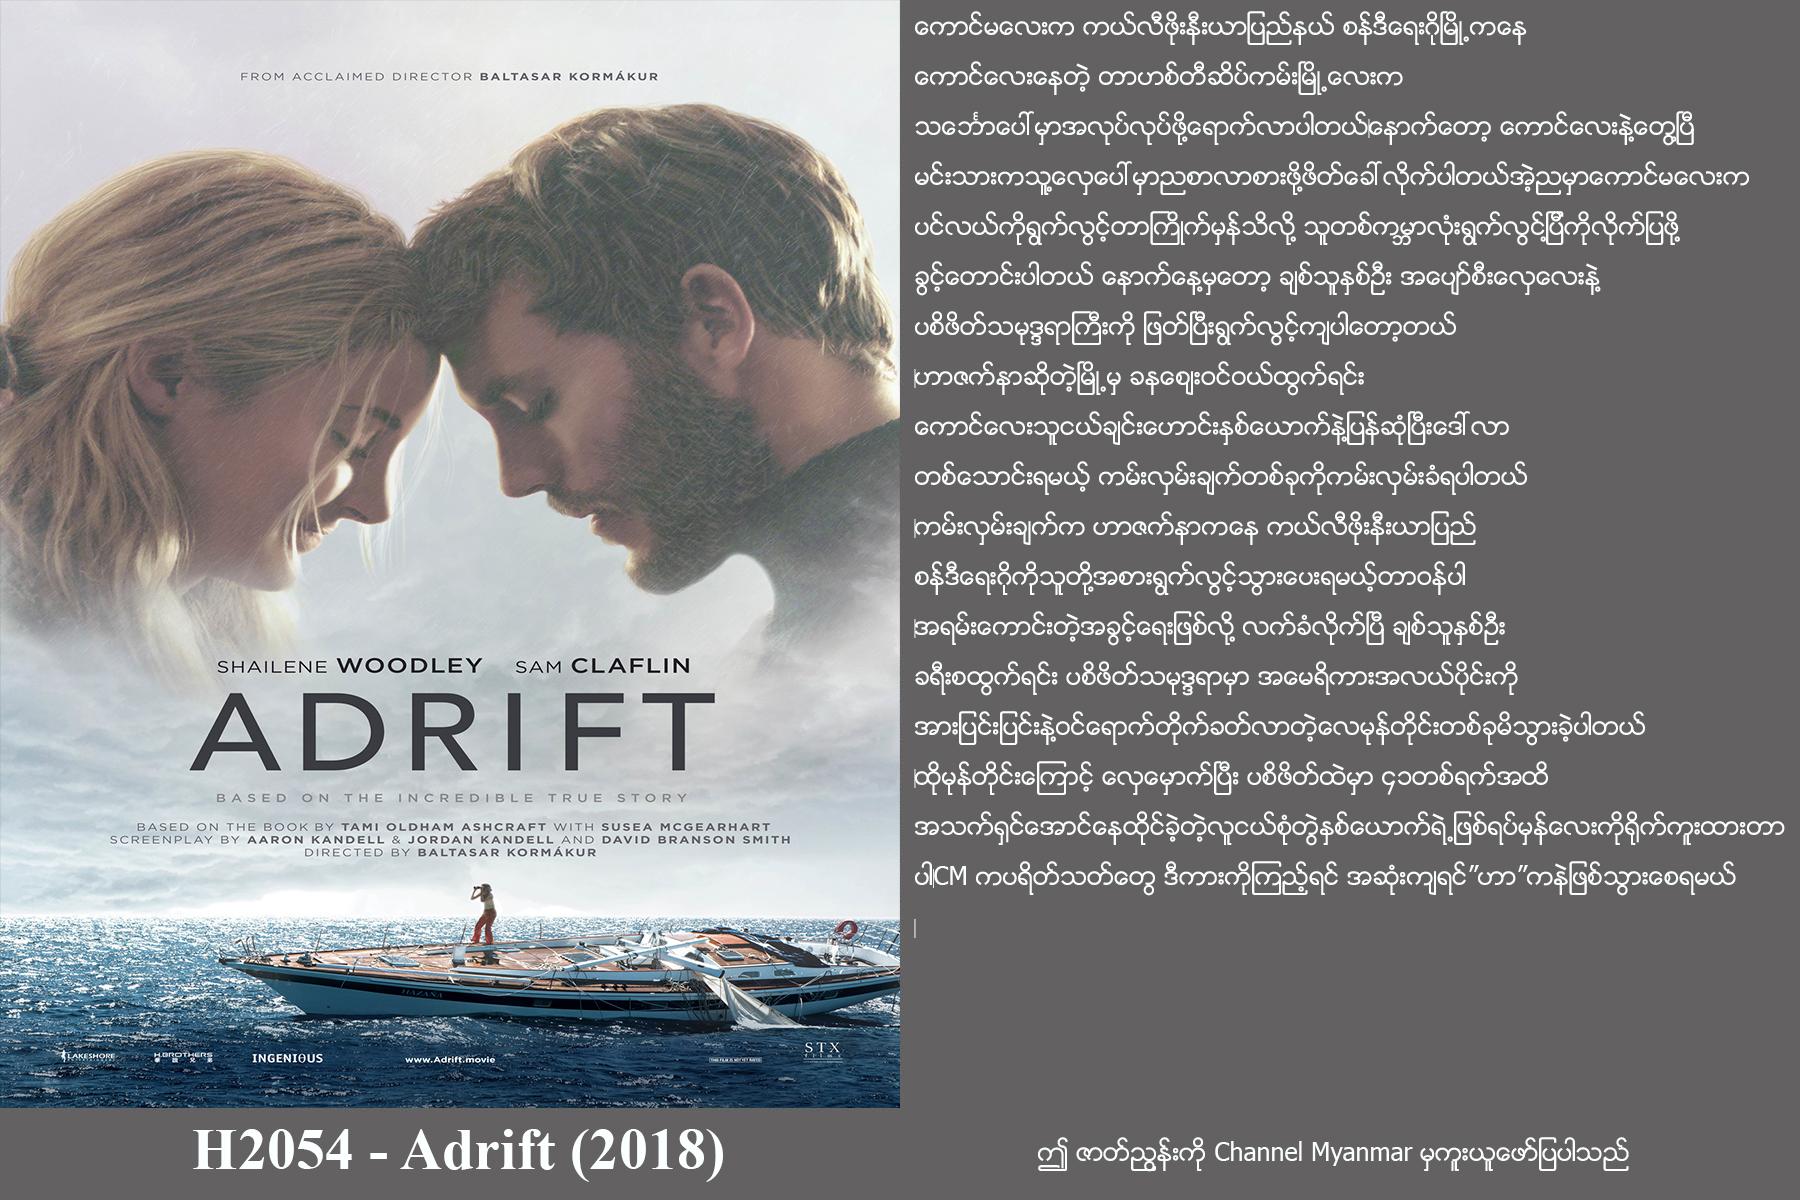 FROM ACCLAIMED DIRECTOR BALTASAR KORMÁKUR
SHAILENE WOODLEY SAM CLAFLIN
ADRIFT
BASED ON THE INCREDIBLE TRUE STORY
BASED ON THE BOOK BY TAMI OLDHAM ASHCRAFT WITH SUSEA MCGEARHART
SCREENPLAY BY AARON KANDELL & JORDAN KANDELL AND DAVID BRANSON SMITH
DIRECTED BY BALTASAR KORMÁKUR
HAZANA
LAKESHORE H.BROTHERS INGENIOUS www.Adrift.movie THIS FILM IS NOT YET RATED STX films
H2054 - Adrift (2018)
ကောင်မလေးက ကယ်လီဖိုးနီးယာပြည်နယ် စန်ဒီရေးဂိုမြို့ကနေ
ကောင်လေးနေတဲ့ တာဟစ်တီဆိပ်ကမ်းမြို့လေးက
သင်္ဘောပေါ်မှာအလုပ်လုပ်ဖို့ရောက်လာပါတယ်နောက်တော့ ကောင်လေးနဲ့တွေ့ပြီ
မင်းသားကသူ့လှေပေါ်မှာညစာလာစားဖို့ဖိတ်ခေါ်လိုက်ပါတယ်အဲ့ညမှာကောင်မလေးက
ပင်လယ်ကိုရွက်လွင့်တာကြိုက်မှန်သိလို့ သူတစ်ကမ္ဘာလုံးရွက်လွင့်ပြီးကိုလိုက်ပြဖို့
ခွင့်တောင်းပါတယ် နောက်နေ့မှတော့ ချစ်သူနှစ်ဦး အပျော်စီးလှေလေးနဲ့
ပစိဖိတ်သမုဒ္ဒရာကြီးကို ဖြတ်ပြီးရွက်လွင့်ကျပါတော့တယ်
ဟာဇက်နာဆိုတဲ့မြို့မှ ခနဈေးဝင်ဝယ်ထွက်ရင်း
ကောင်လေးသူငယ်ချင်းဟောင်းနှစ်ယောက်နဲ့ပြန်ဆုံပြီးဒေါ်လာ
တစ်သောင်းရမယ့် ကမ်းလှမ်းချက်တစ်ခုကိုကမ်းလှမ်းခံရပါတယ်
ကမ်းလှမ်းချက်က ဟာဇက်နာကနေ ကယ်လီဖိုးနီးယာပြည်
စန်ဒီရေးဂိုကိုသူတို့အစားရွက်လွင့်သွားပေးရမယ့်တာဝန်ပါ
အရမ်းကောင်းတဲ့အခွင့်ရေးဖြစ်လို့ လက်ခံလိုက်ပြီ ချစ်သူနှစ်ဦး
ခရီးစထွက်ရင်း ပစိဖိတ်သမုဒ္ဒရာမှာ အမေရိကားအလယ်ပိုင်းကို
အားပြင်းပြင်းနဲ့ဝင်ရောက်တိုက်ခတ်လာတဲ့လေမုန်တိုင်းတစ်ခုမိသွားခဲ့ပါတယ်
ထိုမုန်တိုင်းကြောင့် လှေမှောက်ပြီး ပစိဖိတ်ထဲမှာ ၄၁တစ်ရက်အထိ
အသက်ရှင်အောင်နေထိုင်ခဲ့တဲ့လူငယ်စုံတွဲနှစ်ယောက်ရဲ့ဖြစ်ရပ်မှန်လေးကိုရိုက်ကူးထားတာ
ပါCM ကပရိတ်သတ်တွေ ဒီကားကိုကြည့်ရင် အဆုံးကျရင်"ဟာ"ကနဲဖြစ်သွားစေရမယ်
ဤ ဇာတ်ညွှန်းကို Channel Myanmar မှကူးယူဖော်ပြပါသည်